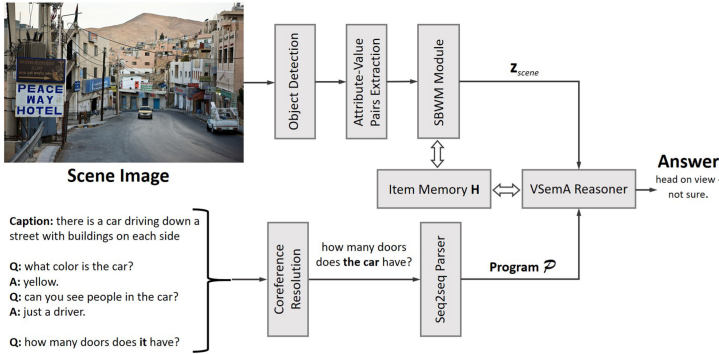 PEACE
WAY
HOTEL
Scene Image
Object Detection
Attribute-Value
Pairs Extraction
SBWM Module
z_scene
Item Memory H
VSemA Reasoner
Answer
head on view -
not sure.
Caption: there is a car driving down a
street with buildings on each side
Q: what color is the car?
A: yellow.
Q: can you see people in the car?
A: just a driver.
Q: how many doors does it have?
Coreference
Resolution
how many doors
does the car have?
Seq2seq Parser
Program 𝒫